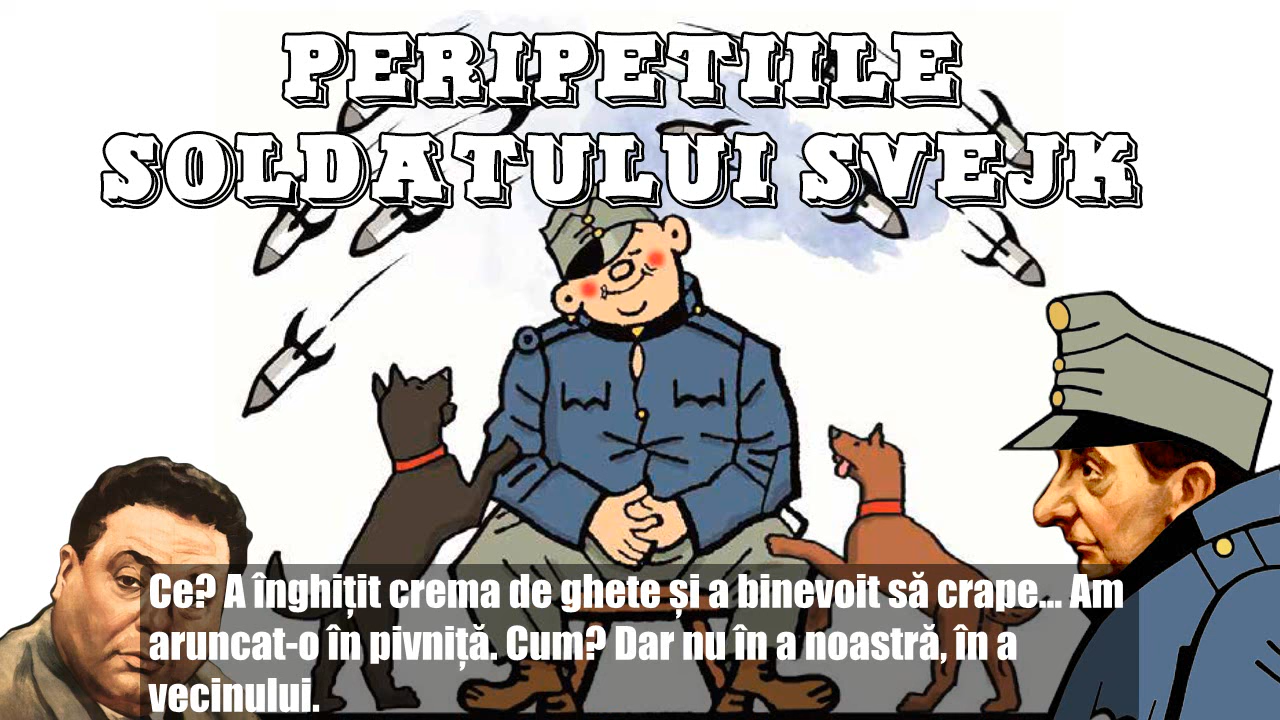 PERIPETIILE
SOLDATULUI SVEJK
Ce? A înghițit crema de ghete și a binevoit să crape... Am
aruncat-o în pivniță. Cum? Dar nu în a noastră, în a
vecinului.